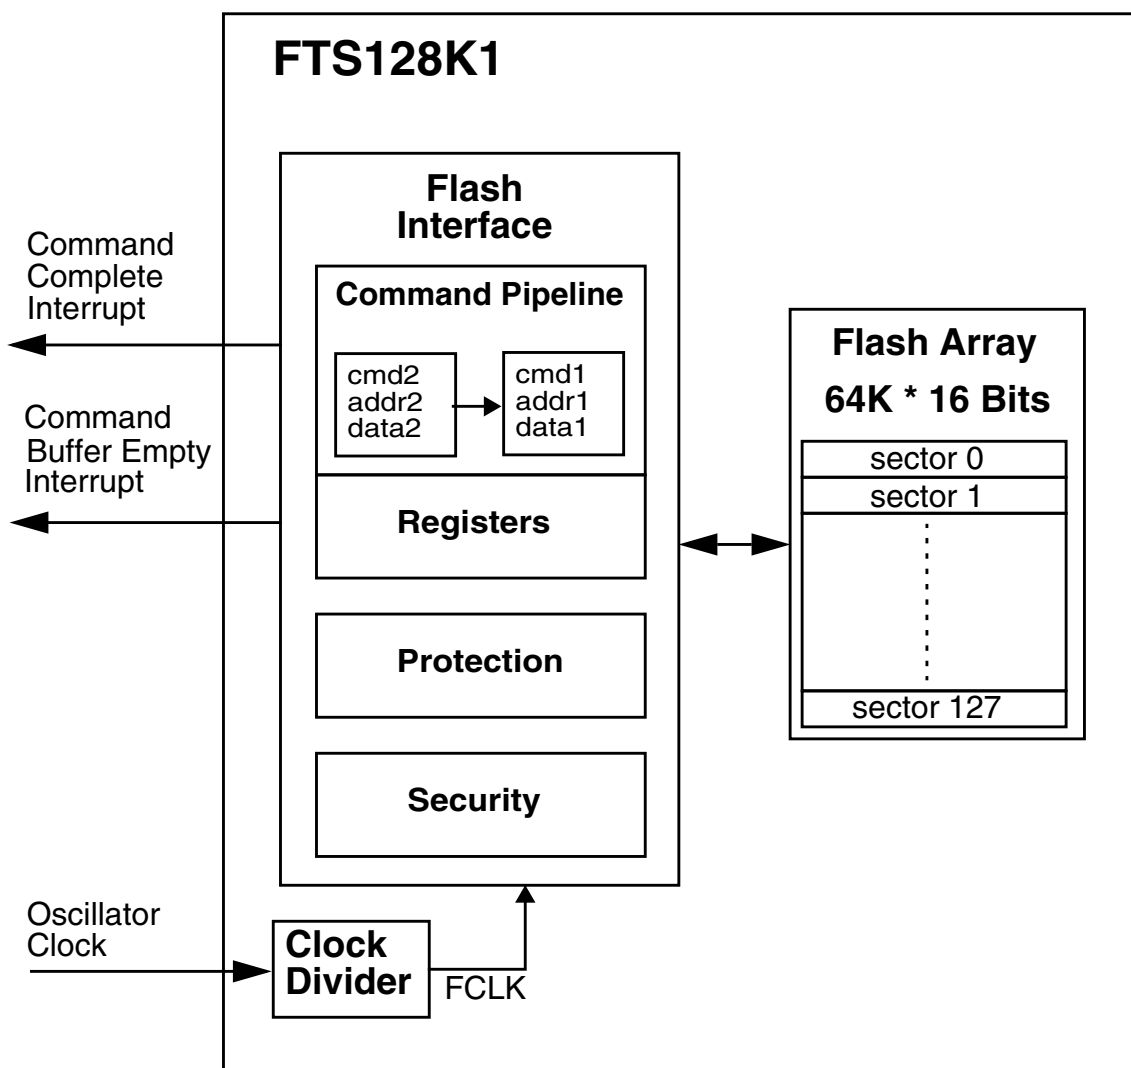 FTS128K1
Flash
Interface
Command
Complete
Interrupt
Command Pipeline
cmd2
addr2
data2
cmd1
addr1
data1
Command
Buffer Empty
Interrupt
Registers
Protection
Security
Flash Array
64K * 16 Bits
sector 0
sector 1
sector 127
Oscillator
Clock
Clock
Divider
FCLK